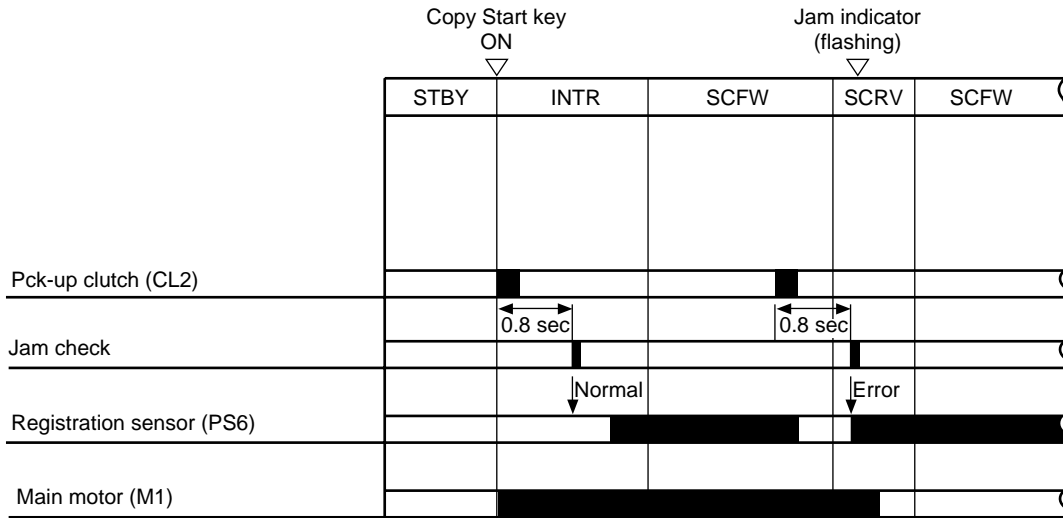 Copy Start key
ON
Jam indicator
(flashing)
STBY INTR SCFW SCRV SCFW
Pck-up clutch (CL2)
0.8 sec 0.8 sec
Jam check
Normal Error
Registration sensor (PS6)
Main motor (M1)